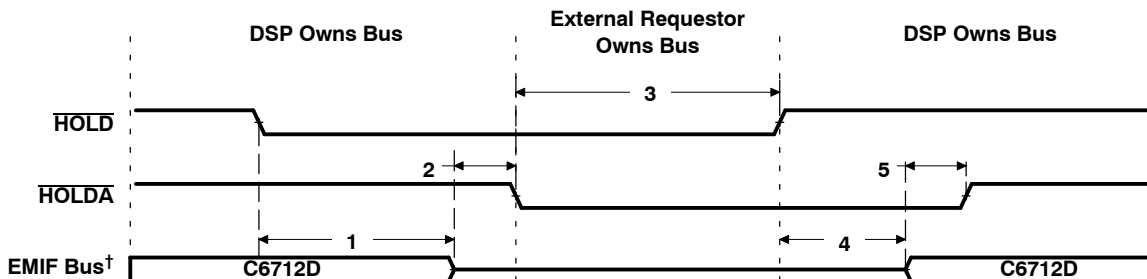 DSP Owns Bus
External Requestor
Owns Bus
DSP Owns Bus
3
HOLD
2
5
HOLDA
1
4
EMIF Bus†
C6712D
C6712D